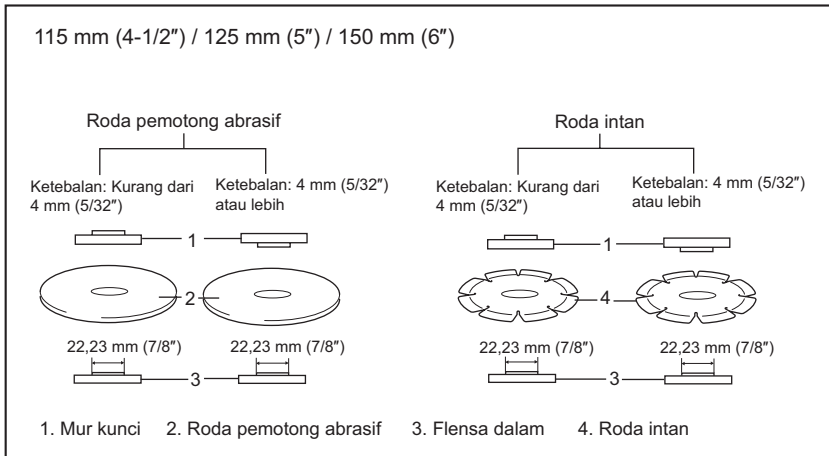 115 mm (4-1/2″) / 125 mm (5″) / 150 mm (6″)
Roda pemotong abrasif
Ketebalan: Kurang dari
4 mm (5/32″)
Ketebalan: 4 mm (5/32″)
atau lebih
1
2
22,23 mm (7/8″)
22,23 mm (7/8″)
3
Roda intan
Ketebalan: Kurang dari
4 mm (5/32″)
Ketebalan: 4 mm (5/32″)
atau lebih
1
4
22,23 mm (7/8″)
22,23 mm (7/8″)
3
1. Mur kunci 2. Roda pemotong abrasif 3. Flensa dalam 4. Roda intan